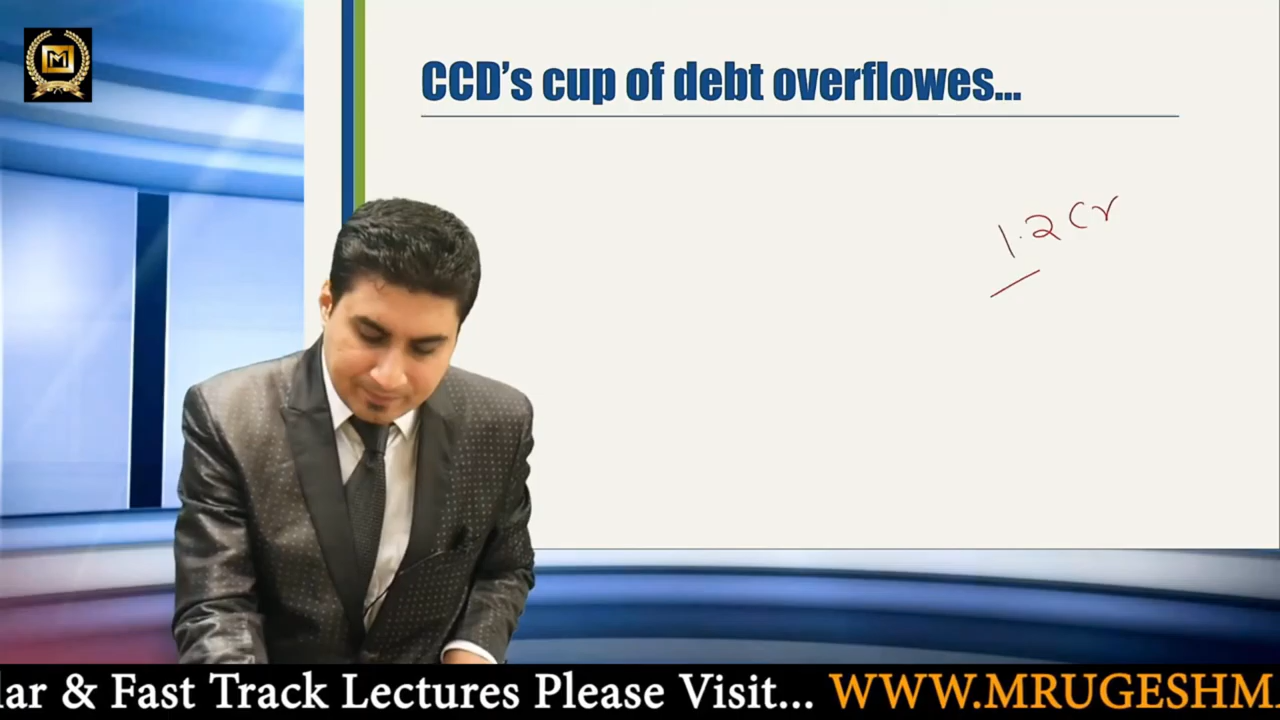 M
CCD's cup of debt overflowes...
1.2 Cr
lar & Fast Track Lectures Please Visit... WWW.MRUGESHM.